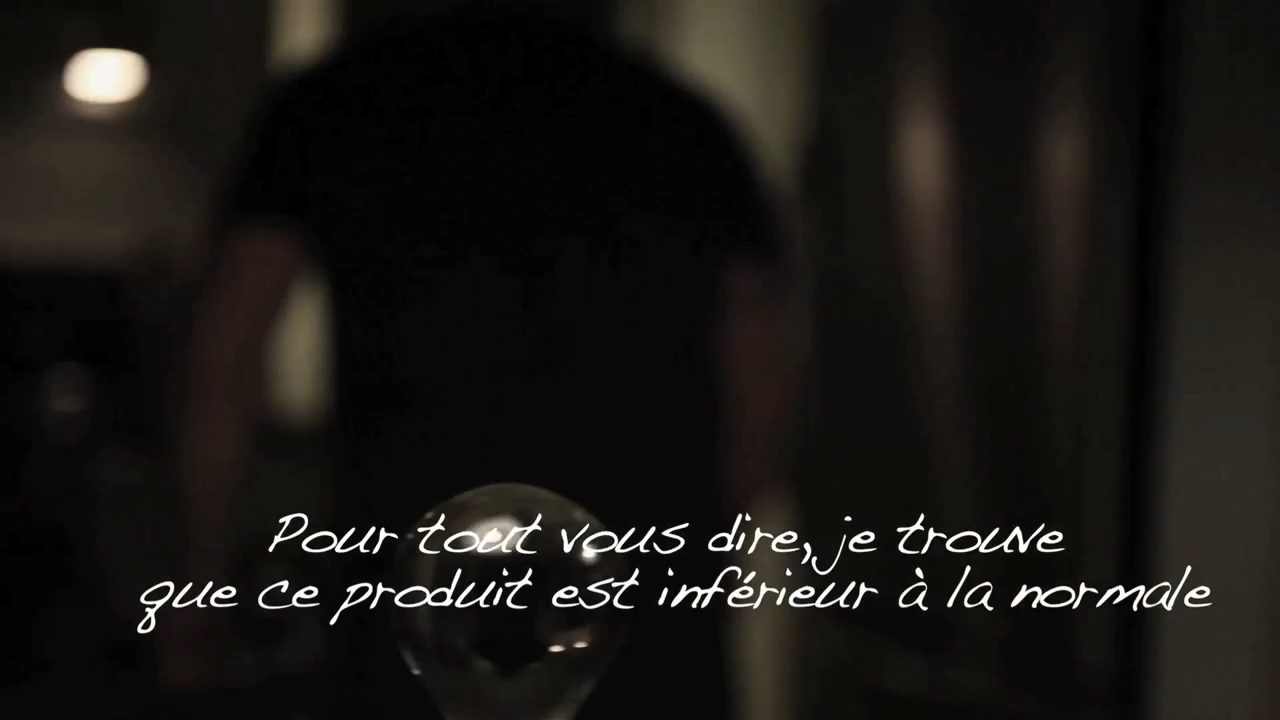 Pour tout vous dire, je trouve
que ce produit est inférieur à la normale